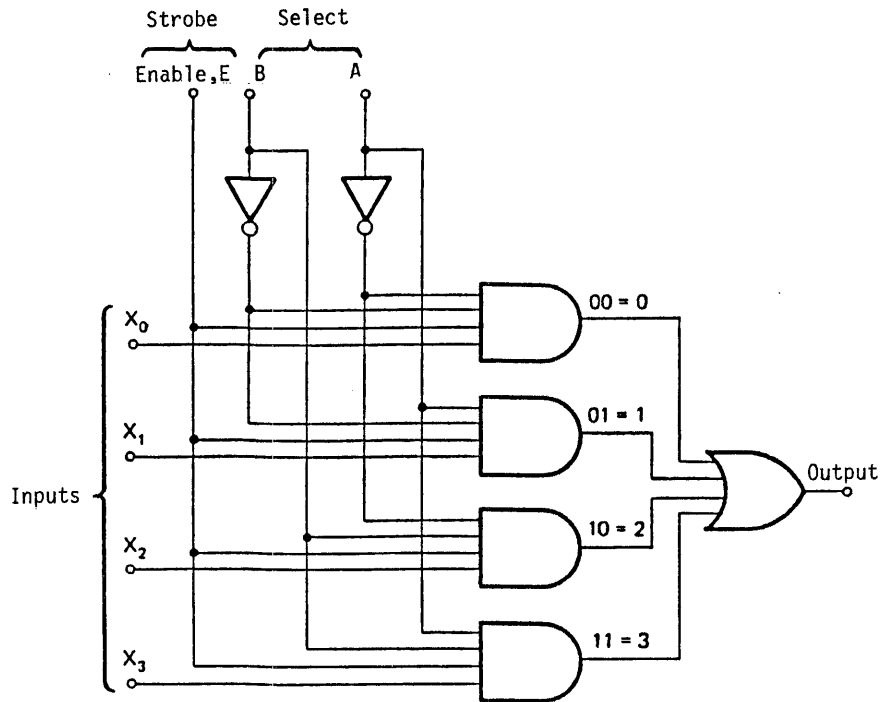 Strobe Select
Enable,E B A
X₀
00 = 0
X₁
01 = 1
Output
Inputs
X₂
10 = 2
X₃
11 = 3